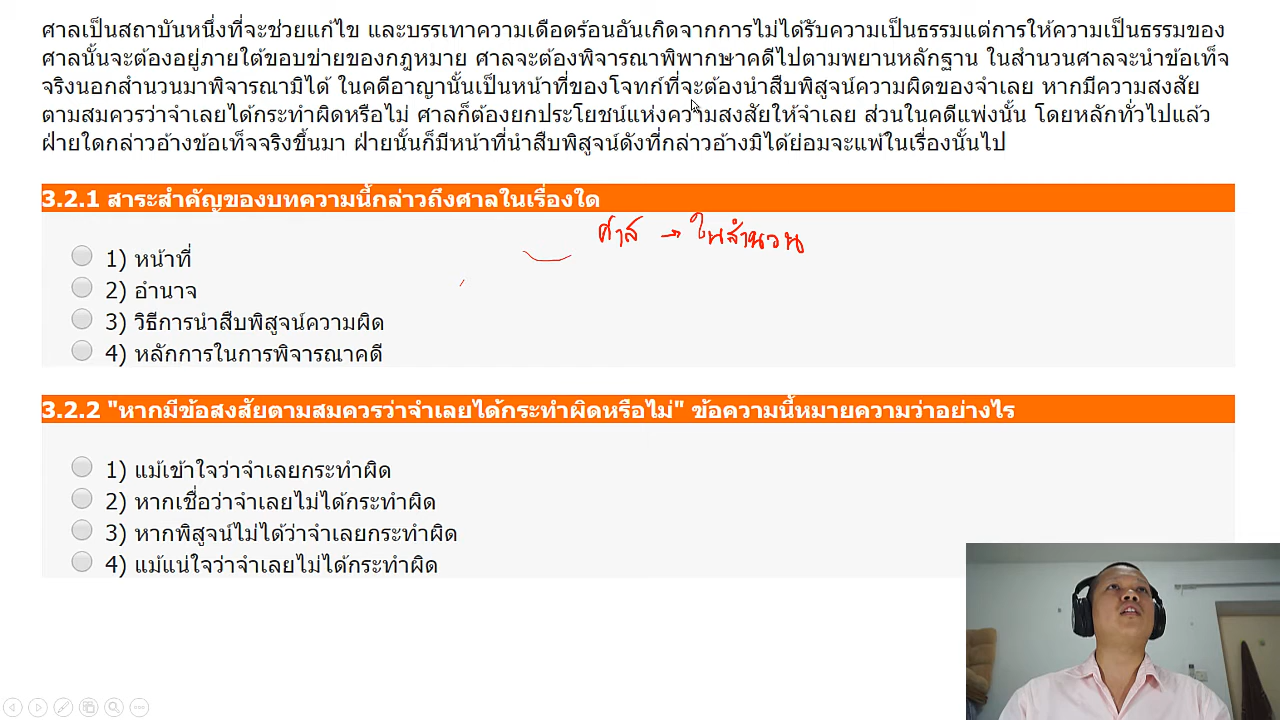 ศาลเป็นสถาบันหนึ่งที่จะช่วยแก้ไข และบรรเทาความเดือดร้อนอันเกิดจากการไม่ได้รับความเป็นธรรมแต่การให้ความเป็นธรรมของ
ศาลนั้นจะต้องอยู่ภายใต้ขอบข่ายของกฎหมาย ศาลจะต้องพิจารณาพิพากษาคดีไปตามพยานหลักฐาน ในสำนวนศาลจะนำข้อเท็จ
จริงนอกสำนวนมาพิจารณามิได้ ในคดีอาญานั้นเป็นหน้าที่ของโจทก์ที่จะต้องนำสืบพิสูจน์ความผิดของจำเลย หากมีความสงสัย
ตามสมควรว่าจำเลยได้กระทำผิดหรือไม่ ศาลก็ต้องยกประโยชน์แห่งความสงสัยให้จำเลย ส่วนในคดีแพ่งนั้น โดยหลักทั่วไปแล้ว
ฝ่ายใดกล่าวอ้างข้อเท็จจริงขึ้นมา ฝ่ายนั้นก็มีหน้าที่นำสืบพิสูจน์ดังที่กล่าวอ้างมิได้ย่อมจะแพ้ในเรื่องนั้นไป
3.2.1 สาระสำคัญของบทความนี้กล่าวถึงศาลในเรื่องใด
ศาล → ในสำนวน
1) หน้าที่
2) อำนาจ
3) วิธีการนำสืบพิสูจน์ความผิด
4) หลักการในการพิจารณาคดี
3.2.2 "หากมีข้อสงสัยตามสมควรว่าจำเลยได้กระทำผิดหรือไม่" ข้อความนี้หมายความว่าอย่างไร
1) แม้เข้าใจว่าจำเลยกระทำผิด
2) หากเชื่อว่าจำเลยไม่ได้กระทำผิด
3) หากพิสูจน์ไม่ได้ว่าจำเลยกระทำผิด
4) แม้แน่ใจว่าจำเลยไม่ได้กระทำผิด